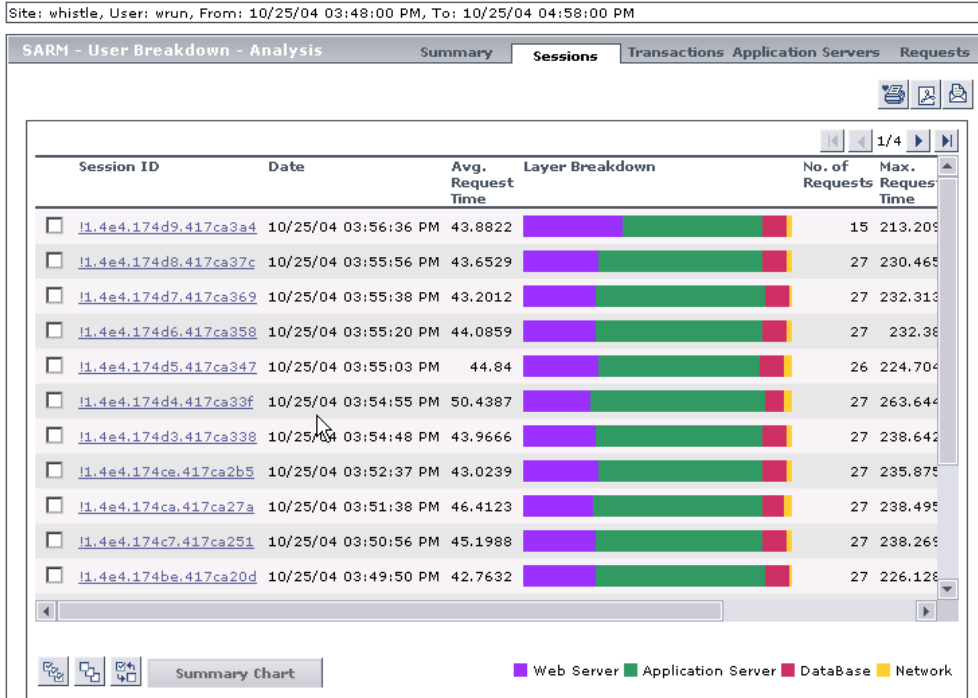 Site: whistle, User: wrun, From: 10/25/04 03:48:00 PM, To: 10/25/04 04:58:00 PM
SARM - User Breakdown - Analysis Summary Sessions Transactions Application Servers Requests
1/4
Session ID Date Avg. Request Time Layer Breakdown No. of Requests Max. Reques Time
!1.4e4.174d9.417ca3a4 10/25/04 03:56:36 PM 43.8822 15 213.209
!1.4e4.174d8.417ca37c 10/25/04 03:55:56 PM 43.6529 27 230.465
!1.4e4.174d7.417ca369 10/25/04 03:55:38 PM 43.2012 27 232.313
!1.4e4.174d6.417ca358 10/25/04 03:55:20 PM 44.0859 27 232.38
!1.4e4.174d5.417ca347 10/25/04 03:55:03 PM 44.84 26 224.704
!1.4e4.174d4.417ca33f 10/25/04 03:54:55 PM 50.4387 27 263.644
!1.4e4.174d3.417ca338 10/25/04 03:54:48 PM 43.9666 27 238.642
!1.4e4.174ce.417ca2b5 10/25/04 03:52:37 PM 43.0239 27 235.875
!1.4e4.174ca.417ca27a 10/25/04 03:51:38 PM 46.4123 27 238.495
!1.4e4.174c7.417ca251 10/25/04 03:50:56 PM 45.1988 27 238.269
!1.4e4.174be.417ca20d 10/25/04 03:49:50 PM 42.7632 27 226.128
Summary Chart Web Server Application Server DataBase Network